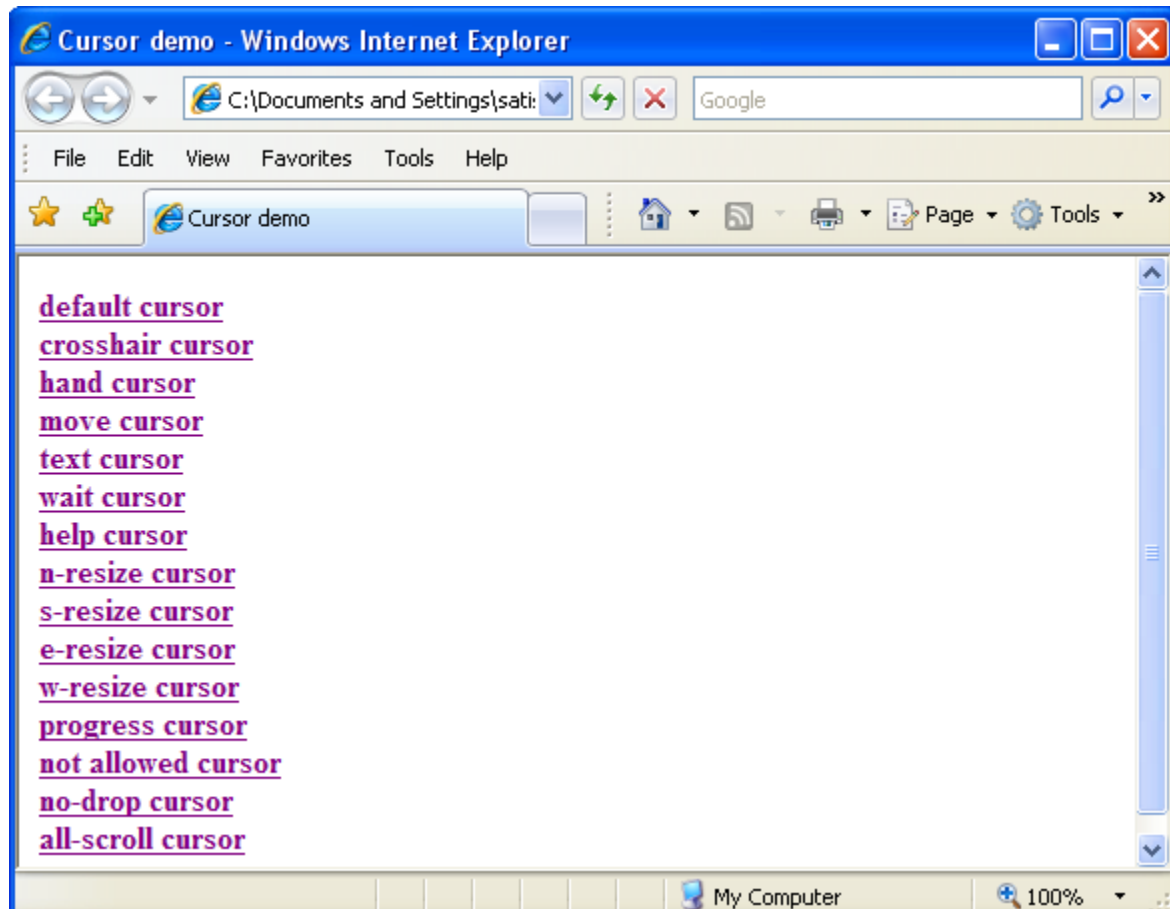 Cursor demo - Windows Internet Explorer
C:\Documents and Settings\sati
Google
File Edit View Favorites Tools Help
Cursor demo
Page Tools »
default cursor
crosshair cursor
hand cursor
move cursor
text cursor
wait cursor
help cursor
n-resize cursor
s-resize cursor
e-resize cursor
w-resize cursor
progress cursor
not allowed cursor
no-drop cursor
all-scroll cursor
My Computer 100%